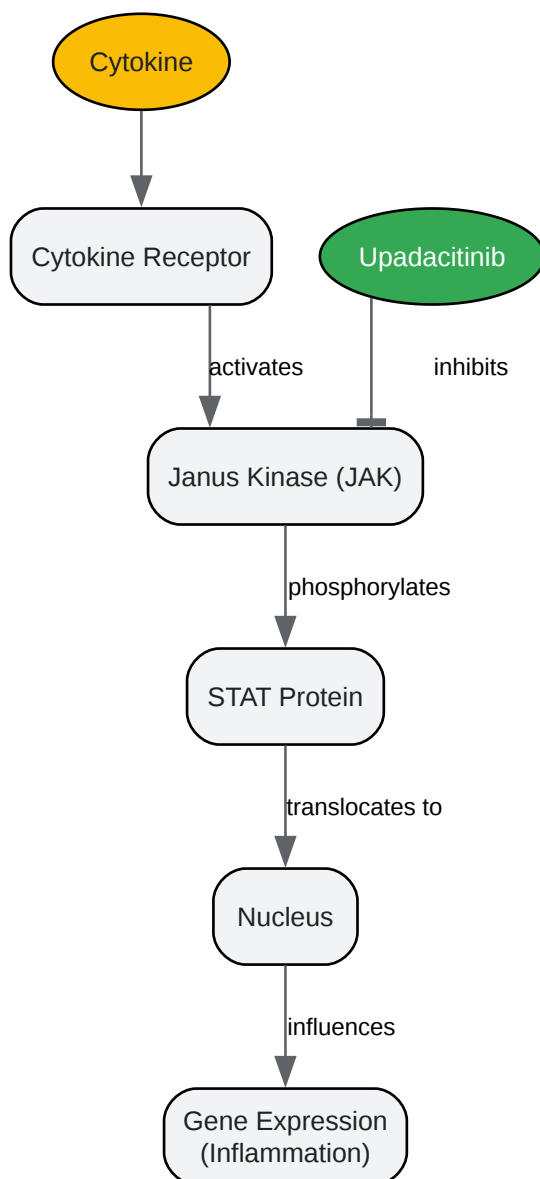 Cytokine
Cytokine Receptor
Upadacitinib
activates
inhibits
Janus Kinase (JAK)
phosphorylates
STAT Protein
translocates to
Nucleus
influences
Gene Expression
(Inflammation)